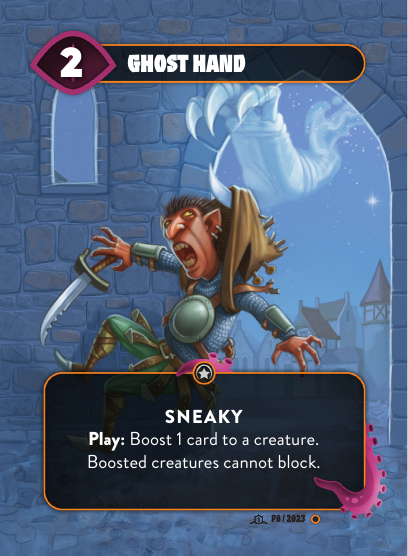 2
GHOST HAND
SNEAKY
Play: Boost 1 card to a creature.
Boosted creatures cannot block.
P8 / 2023